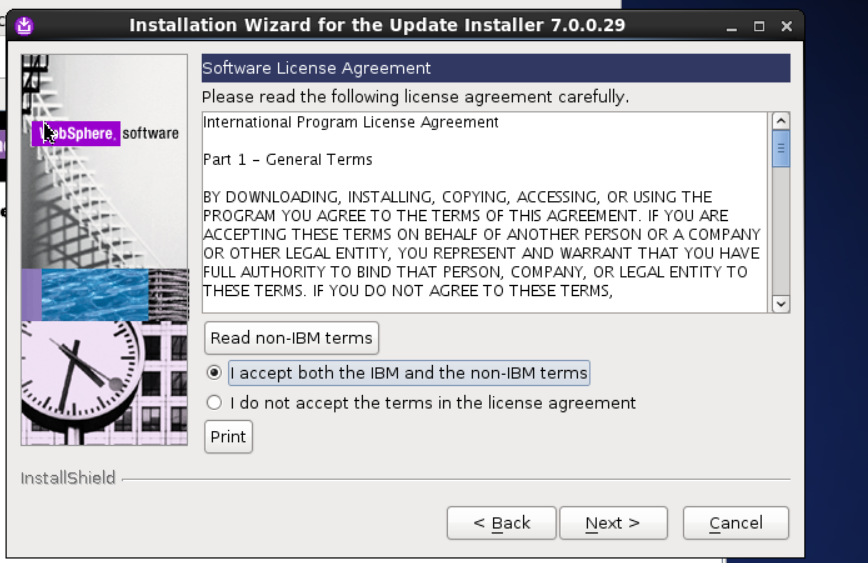 Installation Wizard for the Update Installer 7.0.0.29
WebSphere. software
Software License Agreement
Please read the following license agreement carefully.
International Program License Agreement
Part 1 – General Terms
BY DOWNLOADING, INSTALLING, COPYING, ACCESSING, OR USING THE
PROGRAM YOU AGREE TO THE TERMS OF THIS AGREEMENT. IF YOU ARE
ACCEPTING THESE TERMS ON BEHALF OF ANOTHER PERSON OR A COMPANY
OR OTHER LEGAL ENTITY, YOU REPRESENT AND WARRANT THAT YOU HAVE
FULL AUTHORITY TO BIND THAT PERSON, COMPANY, OR LEGAL ENTITY TO
THESE TERMS. IF YOU DO NOT AGREE TO THESE TERMS,
Read non-IBM terms
I accept both the IBM and the non-IBM terms
I do not accept the terms in the license agreement
Print
InstallShield
< Back Next > Cancel